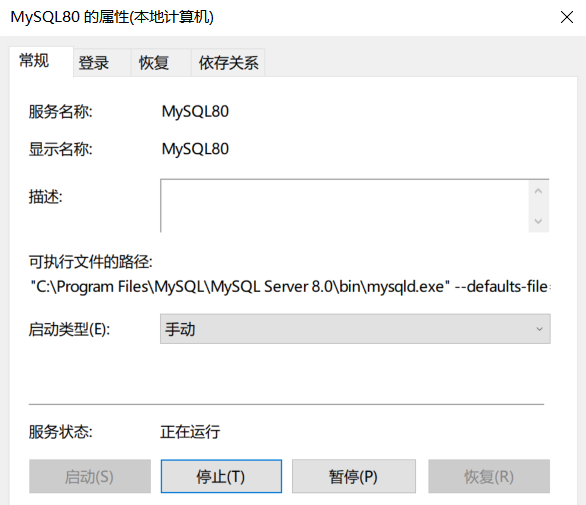 MySQL80 的属性(本地计算机)
常规 登录 恢复 依存关系
服务名称: MySQL80
显示名称: MySQL80
描述:
可执行文件的路径:
"C:\Program Files\MySQL\MySQL Server 8.0\bin\mysqld.exe" --defaults-file=
启动类型(E): 手动
服务状态: 正在运行
启动(S) 停止(T) 暂停(P) 恢复(R)